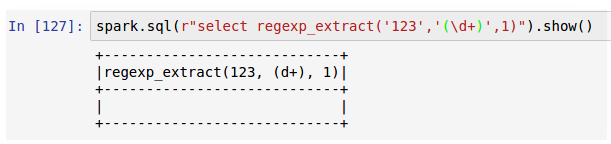 In [127]: spark.sql(r"select regexp_extract('123','(\d+)',1)").show()
+---------------------------+
|regexp_extract(123, (d+), 1)|
+---------------------------+
|                           |
+---------------------------+